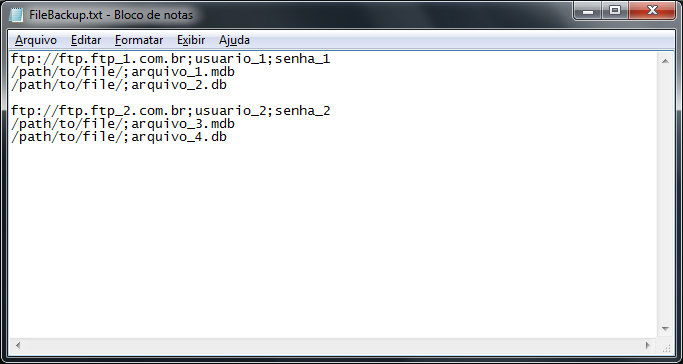 FileBackup.txt - Bloco de notas
Arquivo Editar Formatar Exibir Ajuda
ftp://ftp.ftp_1.com.br;usuario_1;senha_1
/path/to/file/;arquivo_1.mdb
/path/to/file/;arquivo_2.db
ftp://ftp.ftp_2.com.br;usuario_2;senha_2
/path/to/file/;arquivo_3.mdb
/path/to/file/;arquivo_4.db